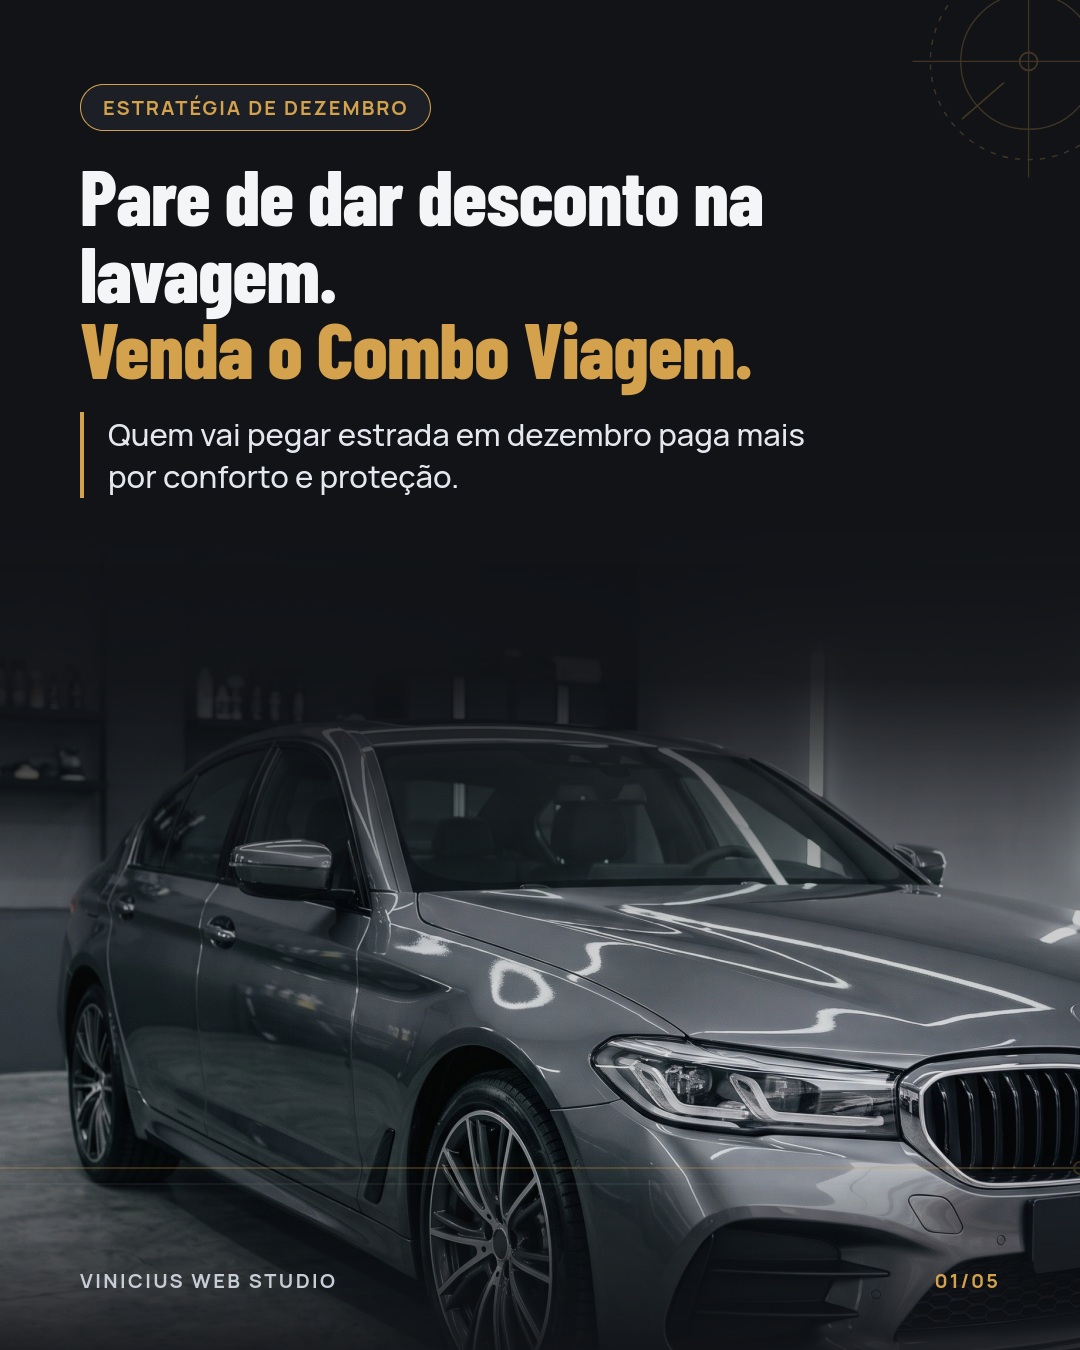 ESTRATÉGIA DE DEZEMBRO
Pare de dar desconto na
lavagem.
Venda o Combo Viagem.
Quem vai pegar estrada em dezembro paga mais
por conforto e proteção.
VINICIUS WEB STUDIO
01/05